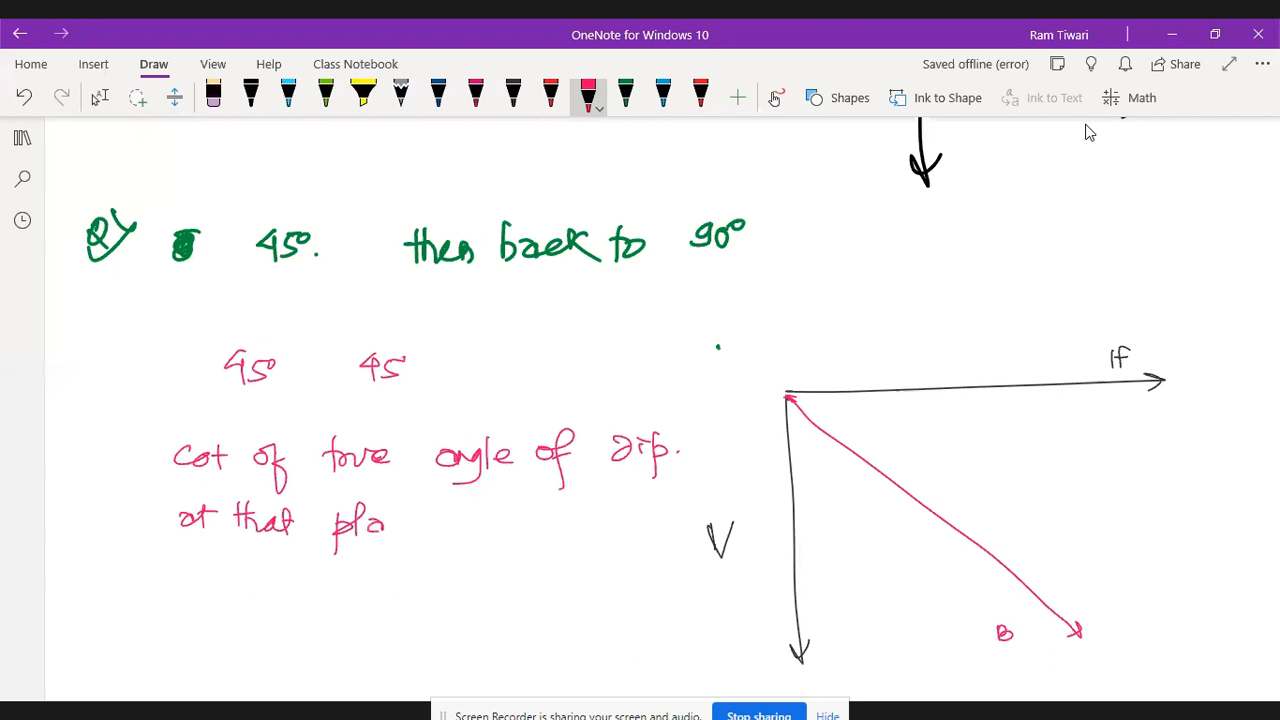 OneNote for Windows 10
Ram Tiwari
Home Insert Draw View Help Class Notebook
Saved offline (error) Share
Shapes Ink to Shape Ink to Text Math
Q) 45°. then back to 90°
45° 45
H
cot of true angle of dip.
at that pla
V
B
Screen Recorder is sharing your screen and audio. Stop sharing Hide